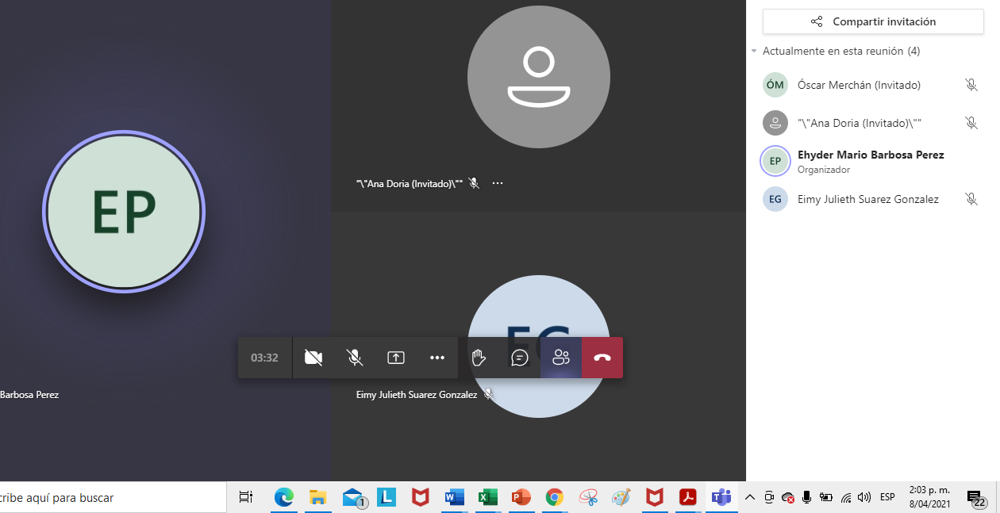 EP
Barbosa Perez
"\"Ana Doria (Invitado)\""
EG
03:32
Eimy Julieth Suarez Gonzalez
Compartir invitación
Actualmente en esta reunión (4)
ÓM Óscar Merchán (Invitado)
"\"Ana Doria (Invitado)\""
EP Ehyder Mario Barbosa Perez
Organizador
EG Eimy Julieth Suarez Gonzalez
cribe aquí para buscar
1
L
W
X
P
T
ESP
2:03 p. m.
8/04/2021
22